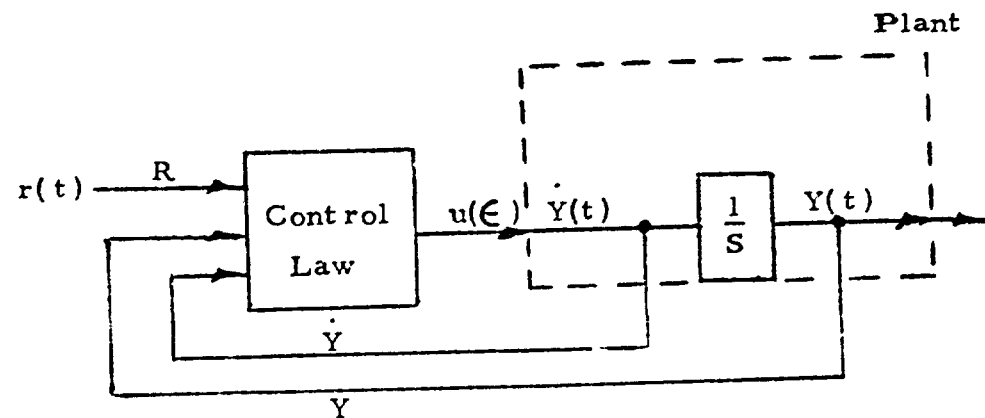 Plant
r(t)
R
Control
Law
u(ϵ)
Ẏ(t)
1
S
Y(t)
Ẏ
Y